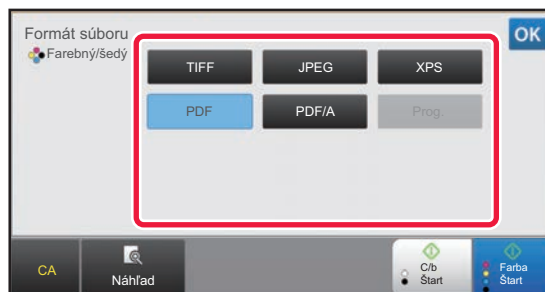 Formát súboru
OK
Farebný/šedý
TIFF
JPEG
XPS
PDF
PDF/A
Prog.
CA
Náhľad
C/b
Štart
Farba
Štart